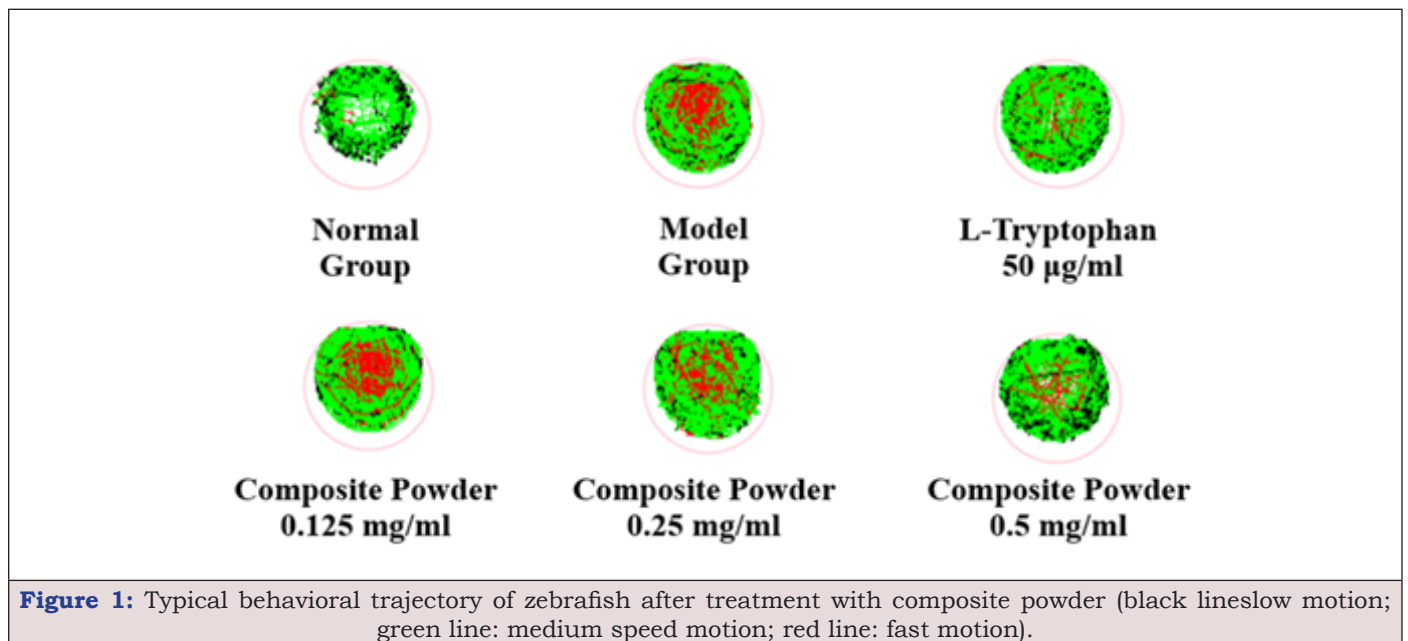 Normal
Group
Model
Group
L-Tryptophan
50 µg/ml
Composite Powder
0.125 mg/ml
Composite Powder
0.25 mg/ml
Composite Powder
0.5 mg/ml
Figure 1: Typical behavioral trajectory of zebrafish after treatment with composite powder (black lineslow motion;
green line: medium speed motion; red line: fast motion).